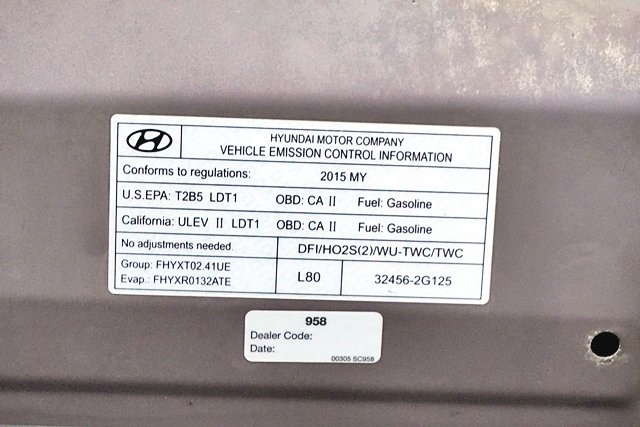 HYUNDAI MOTOR COMPANY
VEHICLE EMISSION CONTROL INFORMATION
Conforms to regulations: 2015 MY
U.S.EPA: T2B5 LDT1 OBD: CA II Fuel: Gasoline
California: ULEV II LDT1 OBD: CA II Fuel: Gasoline
No adjustments needed. DFI/HO2S(2)/WU-TWC/TWC
Group: FHYXT02.41UE
Evap.: FHYXR0132ATE
L80 32456-2G125
958
Dealer Code:
Date:
00305 SC958